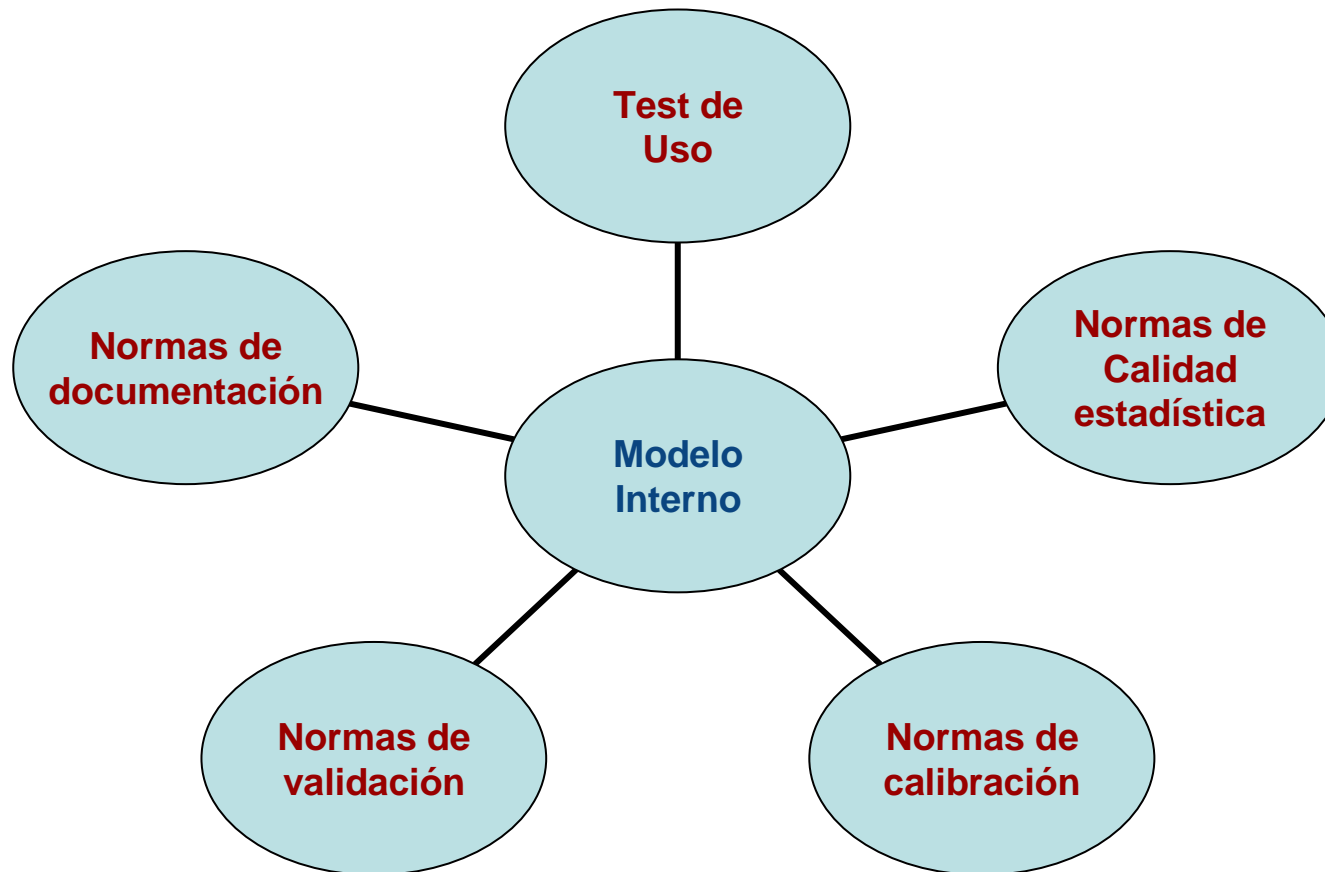 Test de
Uso
Normas de
documentación
Normas de
Calidad
estadística
Modelo
Interno
Normas de
validación
Normas de
calibración